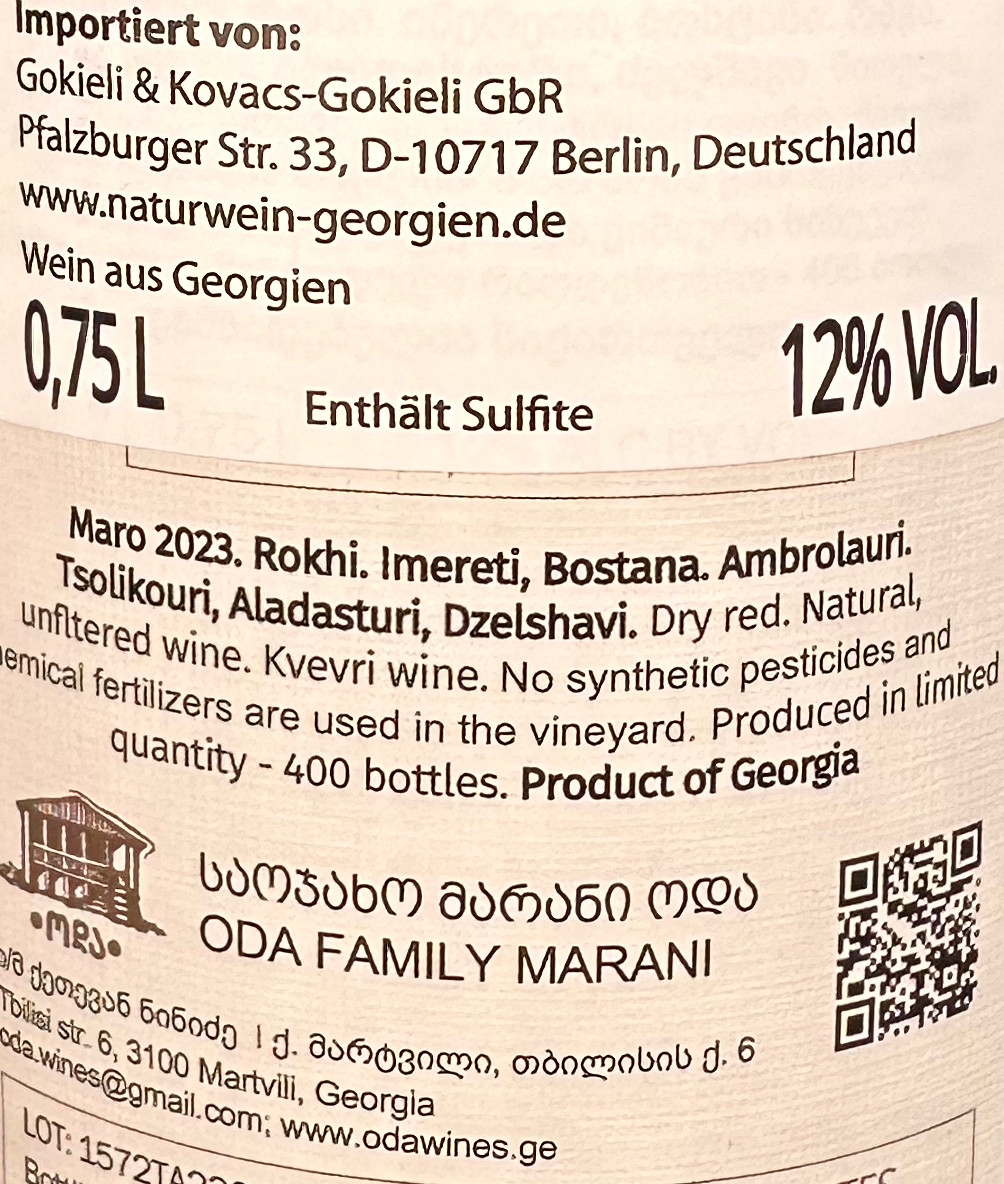 Importiert von:
Gokieli & Kovacs-Gokieli GbR
Pfalzburger Str. 33, D-10717 Berlin, Deutschland
www.naturwein-georgien.de
Wein aus Georgien
0,75 L
Enthält Sulfite
12% VOL.
Maro 2023. Rokhi. Imereti, Bostana. Ambrolauri.
Tsolikouri, Aladasturi, Dzelshavi. Dry red. Natural,
unfltered wine. Kvevri wine. No synthetic pesticides and
emical fertilizers are used in the vineyard. Produced in limited
quantity - 400 bottles. Product of Georgia
საოჯახო მარანი ოდა
ODA FAMILY MARANI
•ოდა•
ი/მ ქეთევან ნინიძე | ქ. მარტვილი, თბილისის ქ. 6
Tbilisi str. 6, 3100 Martvili, Georgia
oda.wines@gmail.com; www.odawines.ge
LOT: 1572TA